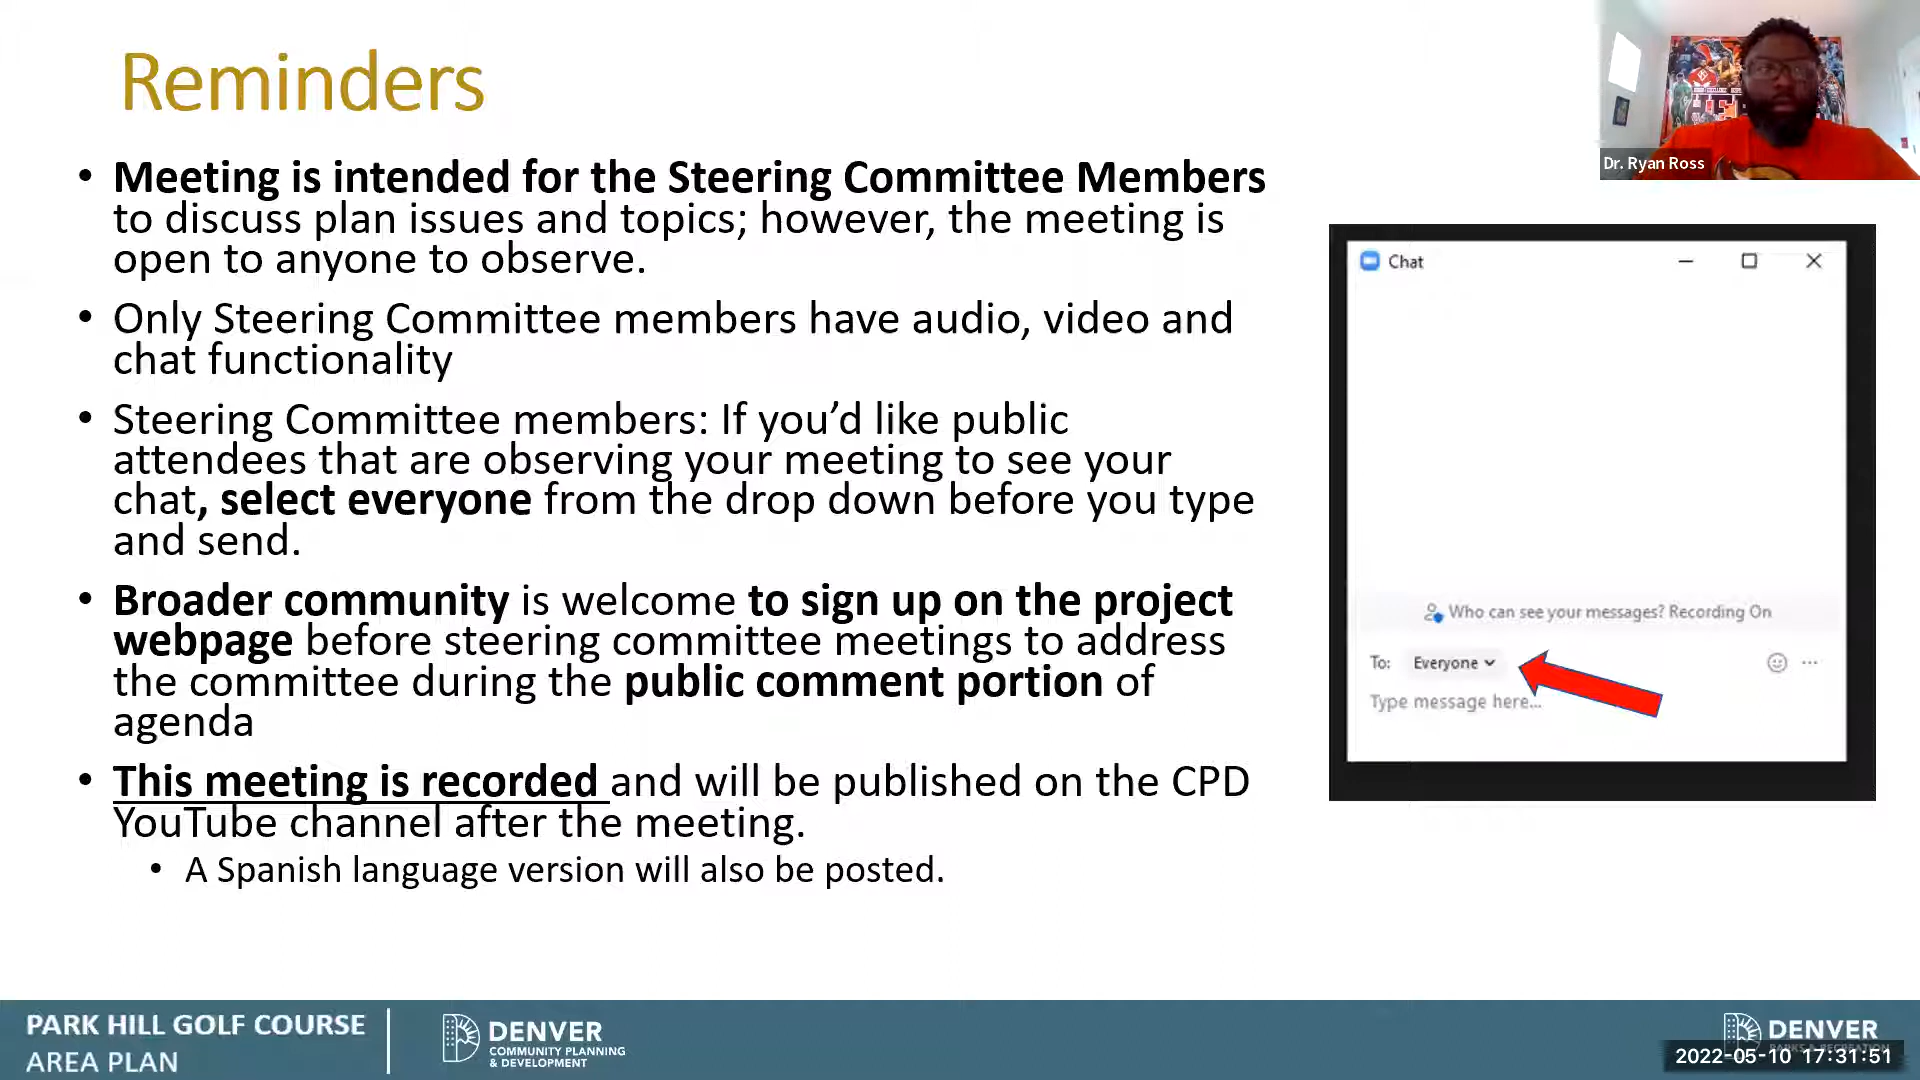 Reminders
Dr. Ryan Ross
• Meeting is intended for the Steering Committee Members
to discuss plan issues and topics; however, the meeting is
open to anyone to observe.
• Only Steering Committee members have audio, video and
chat functionality
• Steering Committee members: If you’d like public
attendees that are observing your meeting to see your
chat, select everyone from the drop down before you type
and send.
• Broader community is welcome to sign up on the project
webpage before steering committee meetings to address
the committee during the public comment portion of
agenda
• This meeting is recorded and will be published on the CPD
YouTube channel after the meeting.
• A Spanish language version will also be posted.
Chat
Who can see your messages? Recording On
To: Everyone
Type message here...
PARK HILL GOLF COURSE
AREA PLAN
DENVER
COMMUNITY PLANNING
& DEVELOPMENT
DENVER
PARKS & RECREATION
2022-05-10 17:31:51